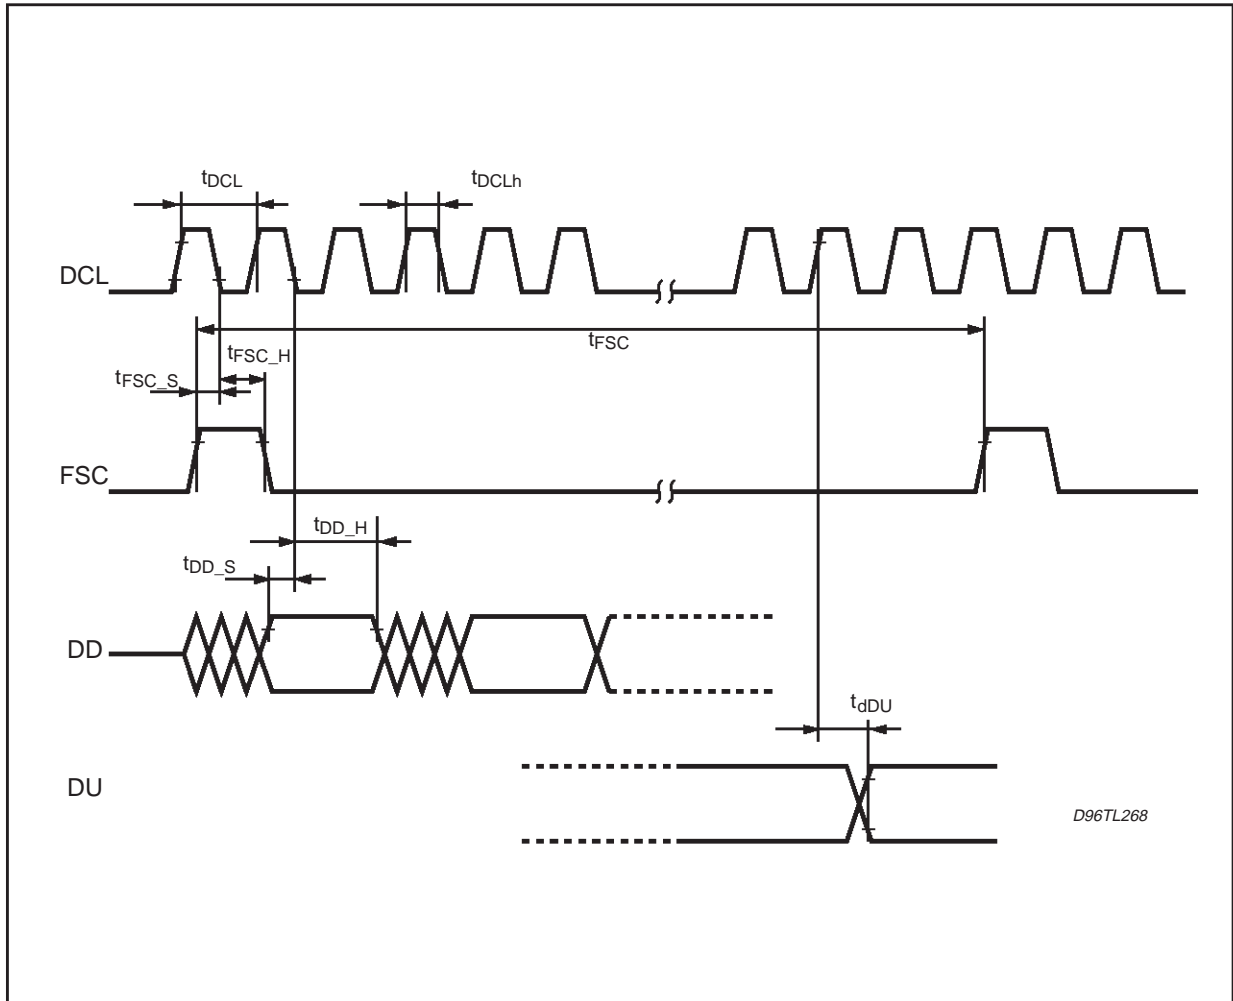 tDCL
tDCLh
DCL
tFSC
tFSC_H
tFSC_S
FSC
tDD_H
tDD_S
DD
tdDU
DU
D96TL268